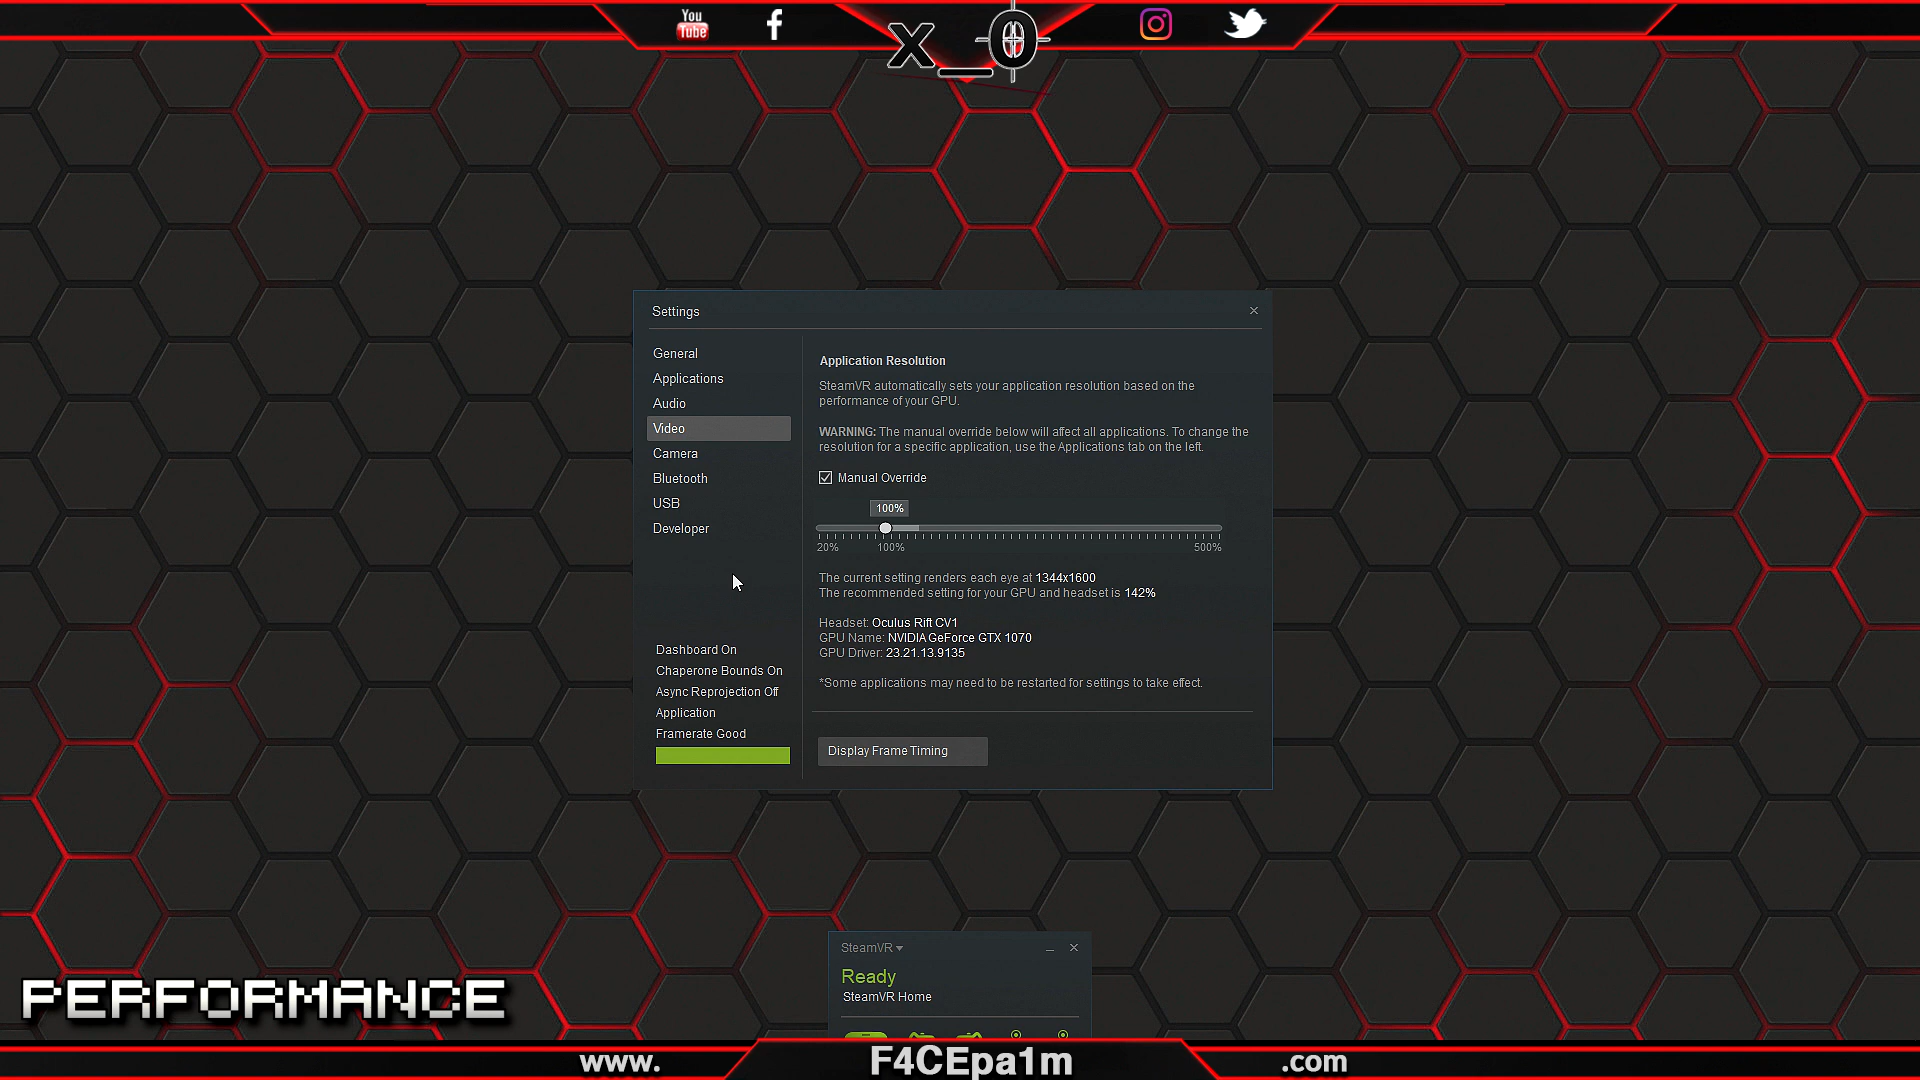 You
Tube
X_0
Settings
General
Applications
Audio
Video
Camera
Bluetooth
USB
Developer
Dashboard On
Chaperone Bounds On
Async Reprojection Off
Application
Framerate Good
Application Resolution
SteamVR automatically sets your application resolution based on the
performance of your GPU.
WARNING: The manual override below will affect all applications. To change the
resolution for a specific application, use the Applications tab on the left.
Manual Override
100%
20% 100% 500%
The current setting renders each eye at 1344x1600
The recommended setting for your GPU and headset is 142%
Headset: Oculus Rift CV1
GPU Name: NVIDIA GeForce GTX 1070
GPU Driver: 23.21.13.9135
*Some applications may need to be restarted for settings to take effect.
Display Frame Timing
SteamVR
Ready
SteamVR Home
PERFORMANCE
www. F4CEpa1m .com